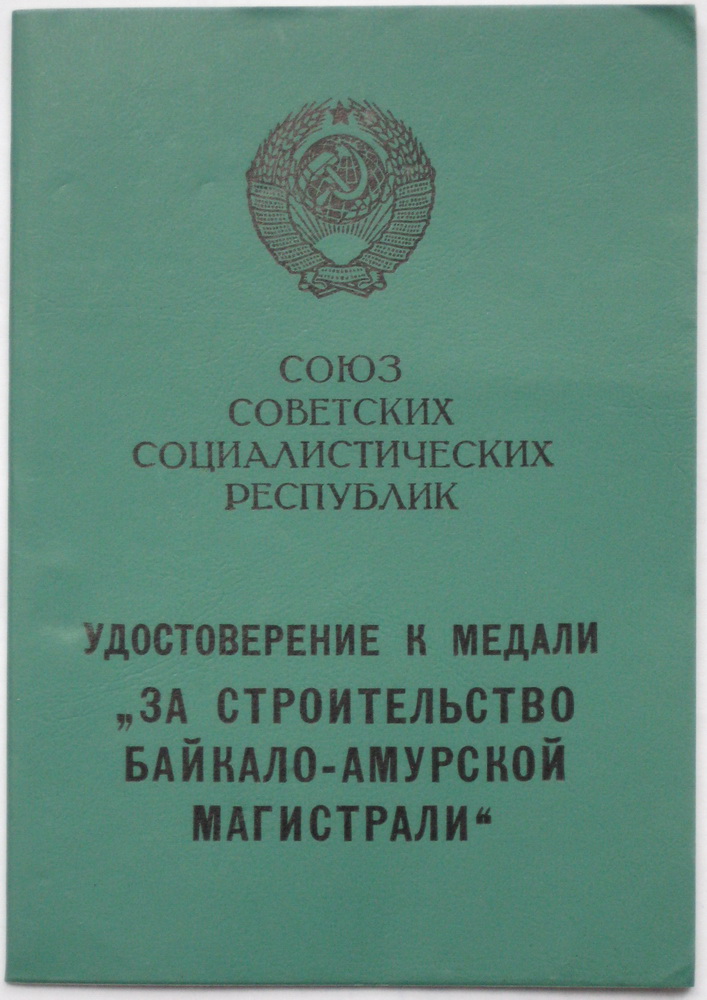 СОЮЗ
СОВЕТСКИХ
СОЦИАЛИСТИЧЕСКИХ
РЕСПУБЛИК
УДОСТОВЕРЕНИЕ К МЕДАЛИ
„ЗА СТРОИТЕЛЬСТВО
БАЙКАЛО-АМУРСКОЙ
МАГИСТРАЛИ“